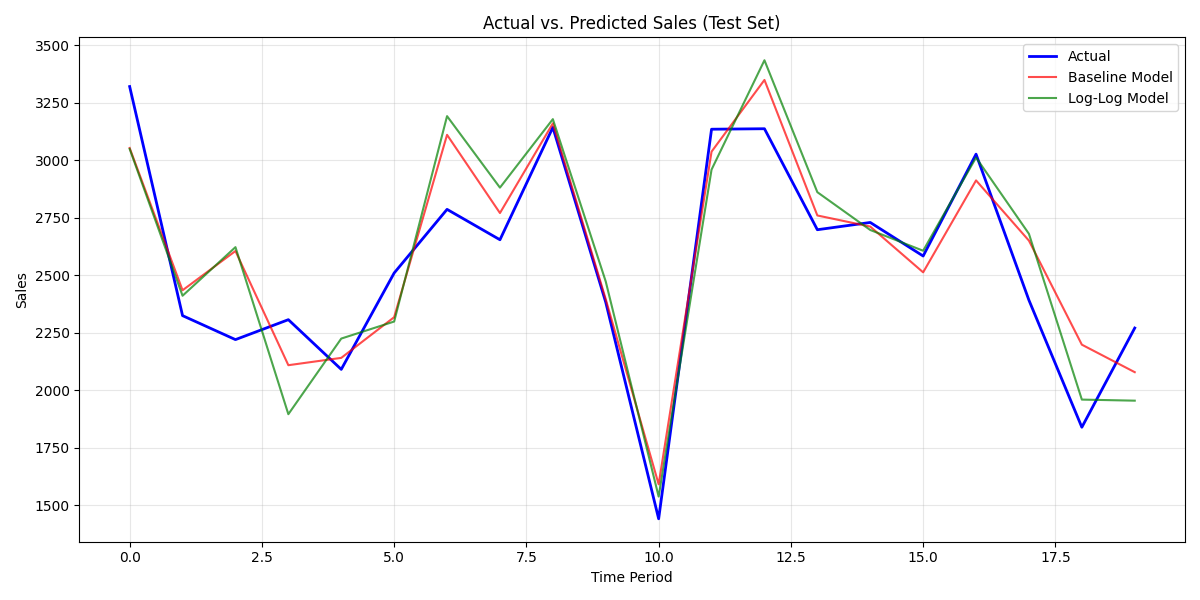 Actual vs. Predicted Sales (Test Set)
Actual
Baseline Model
Log-Log Model
Sales
3500
3250
3000
2750
2500
2250
2000
1750
1500
0.0 2.5 5.0 7.5 10.0 12.5 15.0 17.5
Time Period